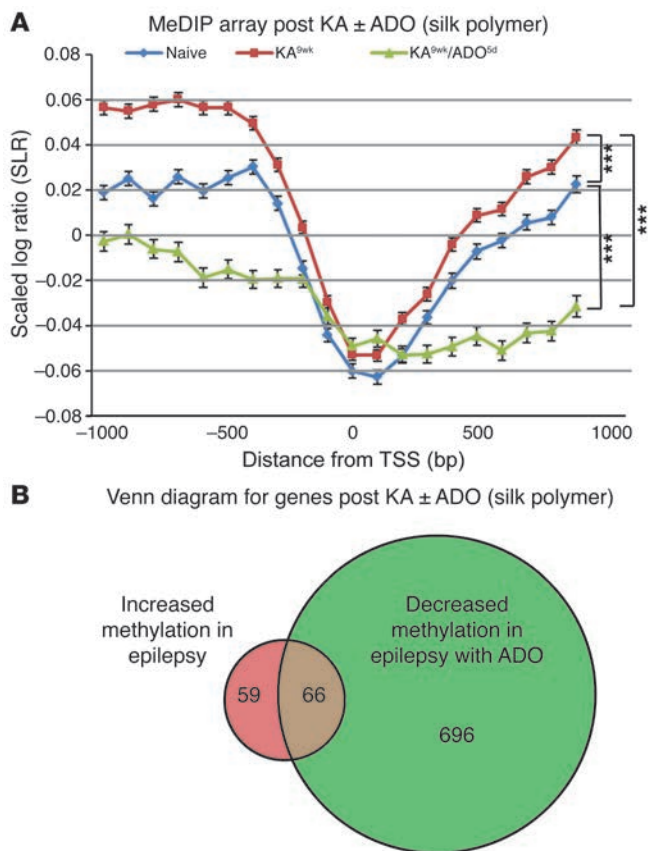 A
MeDIP array post KA ± ADO (silk polymer)
Naive
KA⁹ʷᵏ
KA⁹ʷᵏ/ADO⁵ᵈ
Scaled log ratio (SLR)
0.08
0.06
0.04
0.02
0
−0.02
−0.04
−0.06
−0.08
−1000
−500
0
500
1000
Distance from TSS (bp)
***
***
***
B
Venn diagram for genes post KA ± ADO (silk polymer)
Increased
methylation in
epilepsy
Decreased
methylation in
epilepsy with ADO
59
66
696